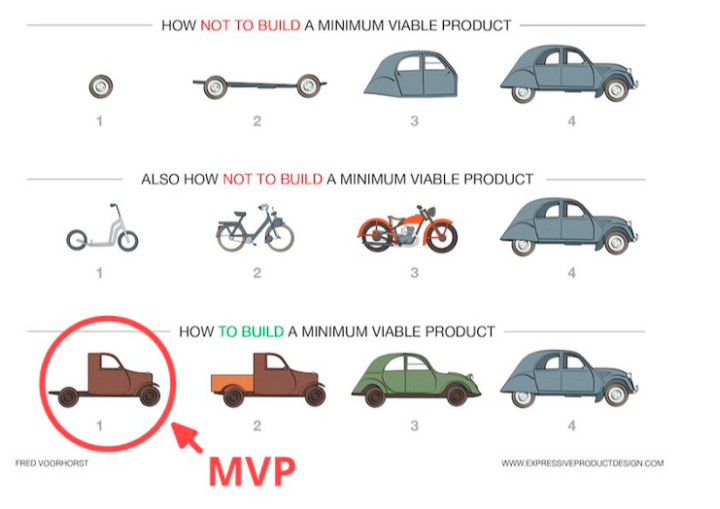 HOW NOT TO BUILD A MINIMUM VIABLE PRODUCT
1 2 3 4
ALSO HOW NOT TO BUILD A MINIMUM VIABLE PRODUCT
1 2 3 4
HOW TO BUILD A MINIMUM VIABLE PRODUCT
1 2 3 4
FRED VOORHORST
MVP
WWW.EXPRESSIVEPRODUCTDESIGN.COM